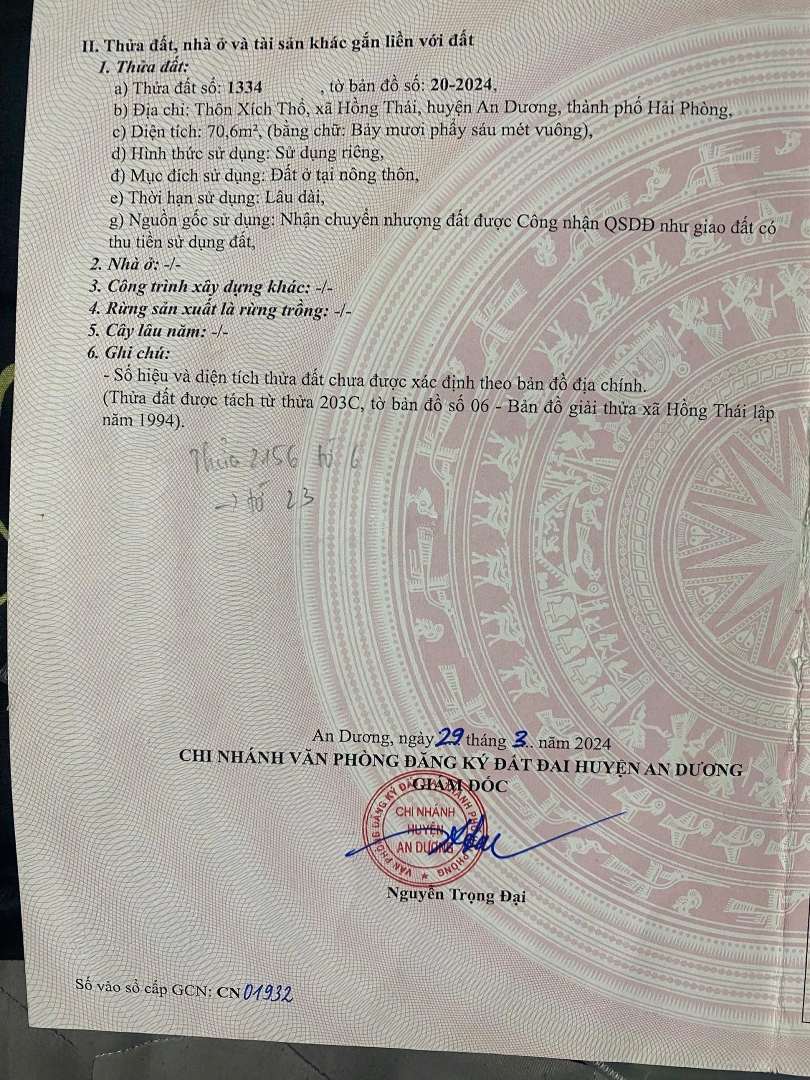 II. Thửa đất, nhà ở và tài sản khác gắn liền với đất
1. Thửa đất:
a) Thửa đất số: 1334 , tờ bản đồ số: 20-2024,
b) Địa chỉ: Thôn Xích Thổ, xã Hồng Thái, huyện An Dương, thành phố Hải Phòng,
c) Diện tích: 70,6m², (bằng chữ: Bảy mươi phẩy sáu mét vuông),
d) Hình thức sử dụng: Sử dụng riêng,
đ) Mục đích sử dụng: Đất ở tại nông thôn,
e) Thời hạn sử dụng: Lâu dài,
g) Nguồn gốc sử dụng: Nhận chuyển nhượng đất được Công nhận QSDĐ như giao đất có
thu tiền sử dụng đất,
2. Nhà ở: -/-
3. Công trình xây dựng khác: -/-
4. Rừng sản xuất là rừng trồng: -/-
5. Cây lâu năm: -/-
6. Ghi chú:
- Số hiệu và diện tích thửa đất chưa được xác định theo bản đồ địa chính.
(Thửa đất được tách từ thửa 203C, tờ bản đồ số 06 - Bản đồ giải thửa xã Hồng Thái lập
năm 1994).
Thửa 2156 tờ 6
→ tờ 23
An Dương, ngày 29 tháng 3.. năm 2024
CHI NHÁNH VĂN PHÒNG ĐĂNG KÝ ĐẤT ĐAI HUYỆN AN DƯƠNG
GIÁM ĐỐC
CHI NHÁNH
HUYỆN
AN DƯƠNG
Nguyễn Trọng Đại
Số vào sổ cấp GCN: CN 01932